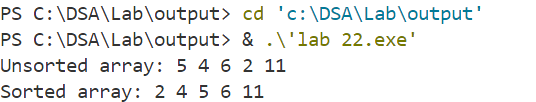 PS C:\DSA\Lab\output> cd 'c:\DSA\Lab\output'
PS C:\DSA\Lab\output> & .\'lab 22.exe'
Unsorted array: 5 4 6 2 11
Sorted array: 2 4 5 6 11